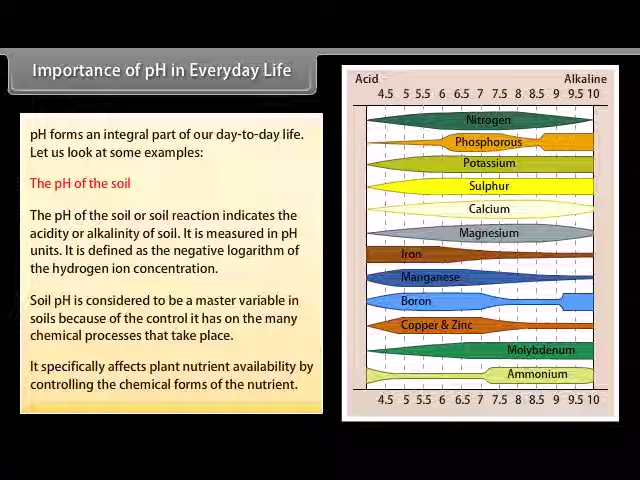 Importance of pH in Everyday Life
pH forms an integral part of our day-to-day life.
Let us look at some examples:
The pH of the soil
The pH of the soil or soil reaction indicates the
acidity or alkalinity of soil. It is measured in pH
units. It is defined as the negative logarithm of
the hydrogen ion concentration.
Soil pH is considered to be a master variable in
soils because of the control it has on the many
chemical processes that take place.
It specifically affects plant nutrient availability by
controlling the chemical forms of the nutrient.
Acid Alkaline
4.5 5 5.5 6 6.5 7 7.5 8 8.5 9 9.5 10
Nitrogen
Phosphorous
Potassium
Sulphur
Calcium
Magnesium
Iron
Manganese
Boron
Copper & Zinc
Molybdenum
Ammonium
4.5 5 5.5 6 6.5 7 7.5 8 8.5 9 9.5 10